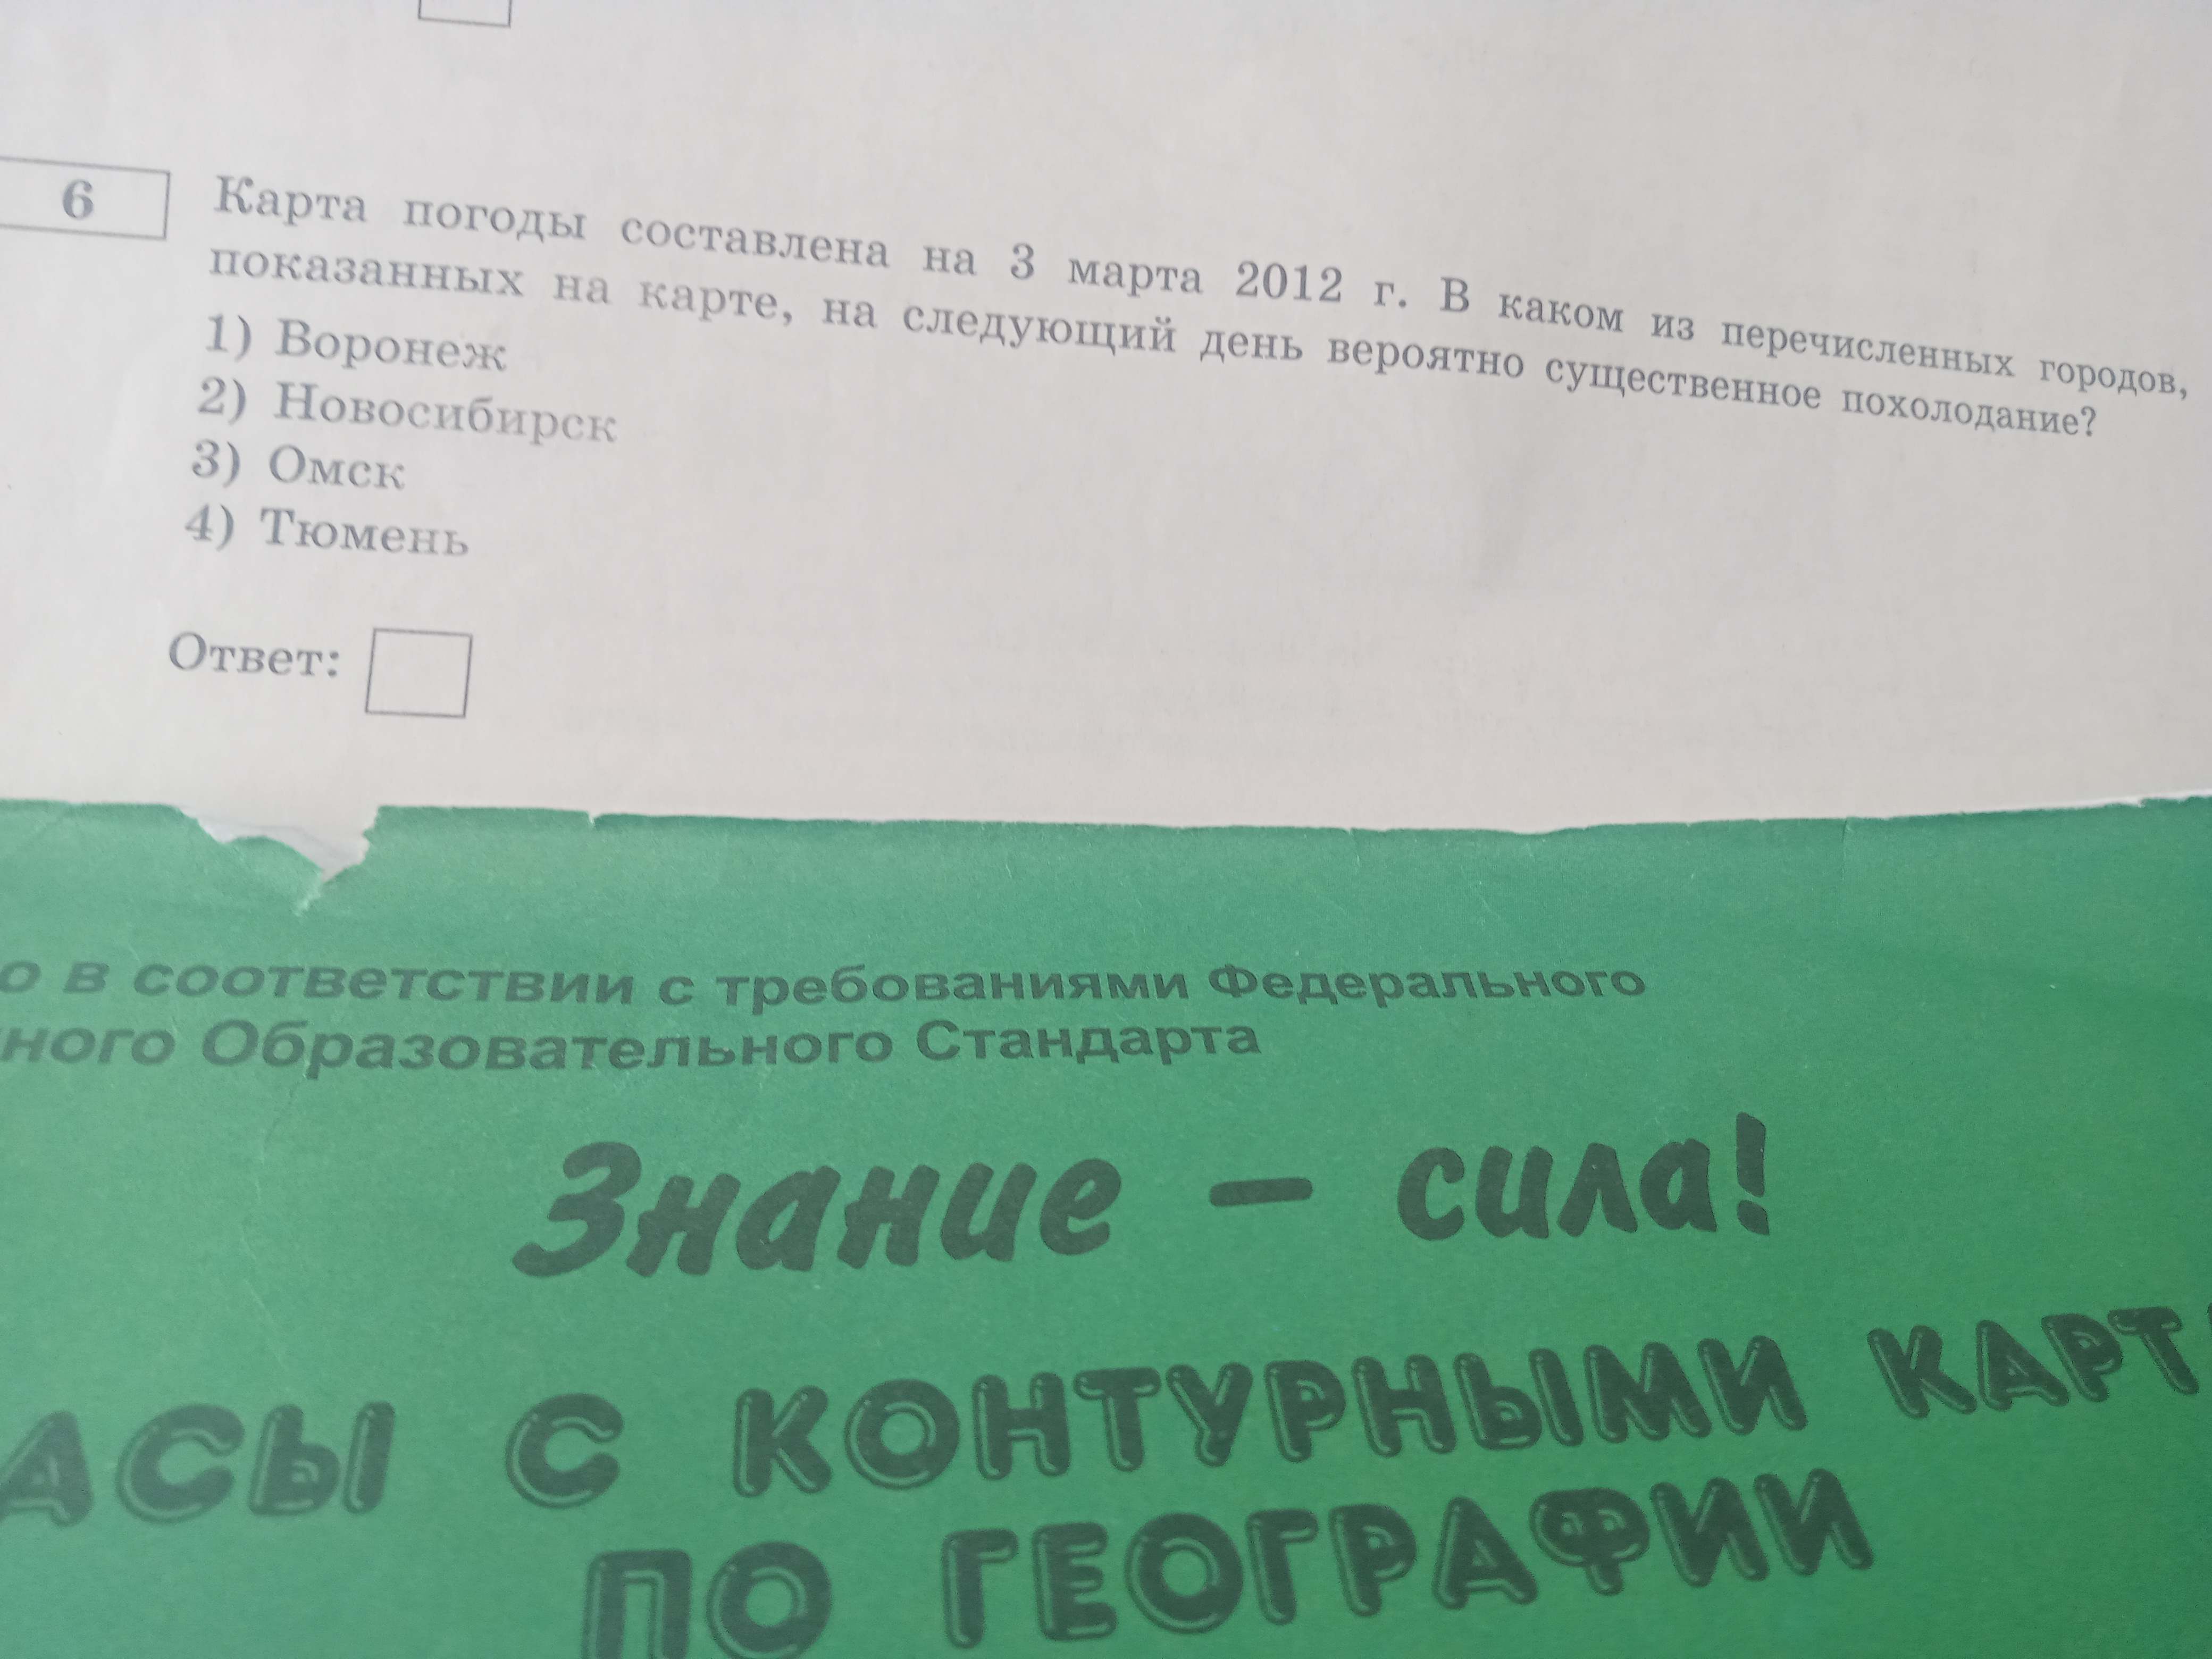 6 Карта погоды составлена на 3 марта 2012 г. В каком из перечисленных городов,
показанных на карте, на следующий день вероятно существенное похолодание?
1) Воронеж
2) Новосибирск
3) Омск
4) Тюмень
Ответ:
о в соответствии с требованиями Федерального
ного Образовательного Стандарта
Знание – сила!
АСЫ С КОНТУРНЫМИ КАРТ
ПО ГЕОГРАФИИ